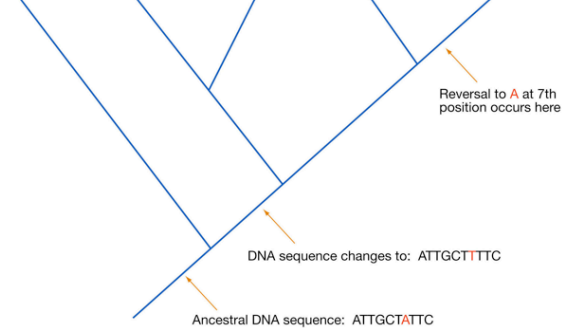 Reversal to A at 7th
position occurs here
DNA sequence changes to: ATTGCTTTTC
Ancestral DNA sequence: ATTGCTATTC